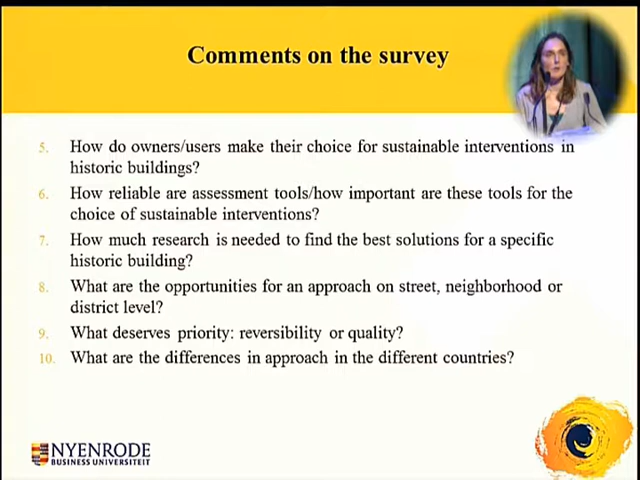 Comments on the survey
5. How do owners/users make their choice for sustainable interventions in
historic buildings?
6. How reliable are assessment tools/how important are these tools for the
choice of sustainable interventions?
7. How much research is needed to find the best solutions for a specific
historic building?
8. What are the opportunities for an approach on street, neighborhood or
district level?
9. What deserves priority: reversibility or quality?
10. What are the differences in approach in the different countries?
NYENRODE
BUSINESS UNIVERSITEIT